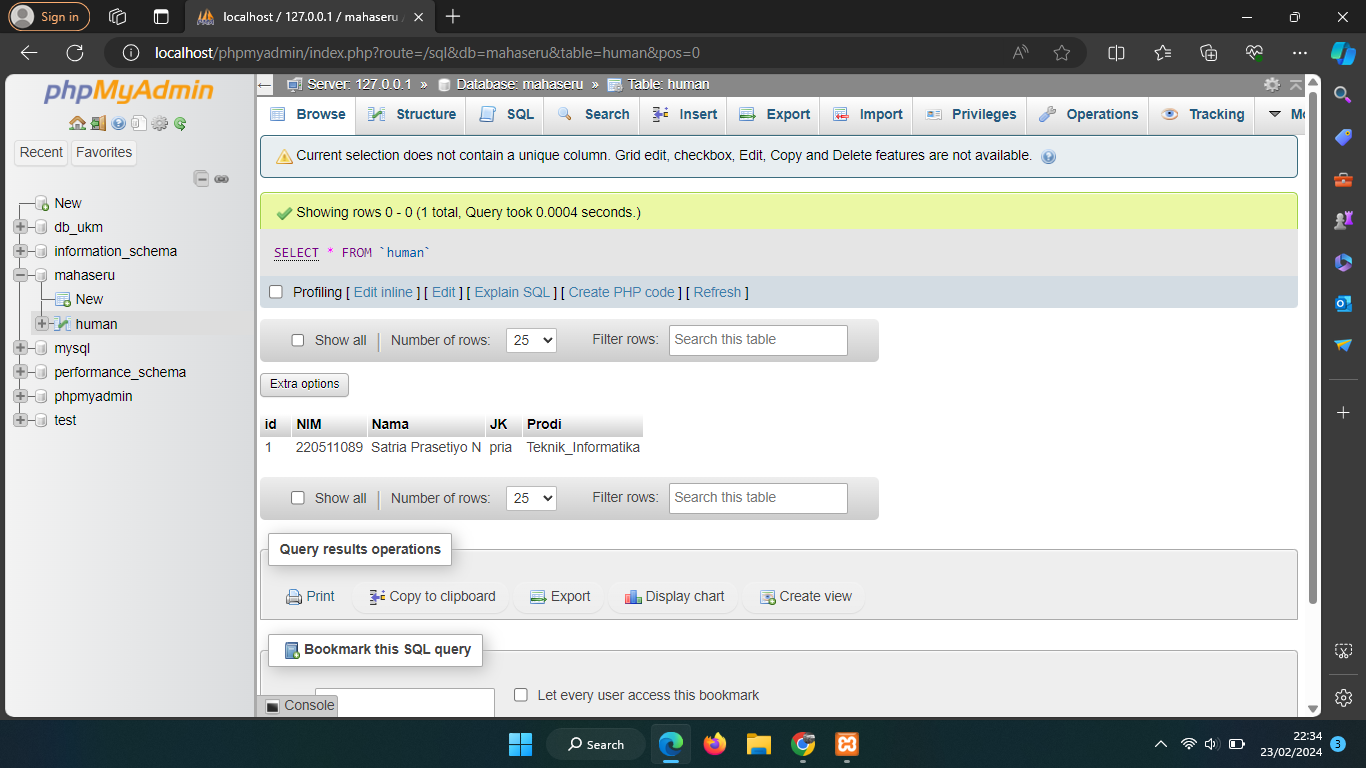 Sign in
localhost / 127.0.0.1 / mahaseru
localhost/phpmyadmin/index.php?route=/sql&db=mahaseru&table=human&pos=0
phpMyAdmin
Recent Favorites
New
db_ukm
information_schema
mahaseru
New
human
mysql
performance_schema
phpmyadmin
test
Server: 127.0.0.1 » Database: mahaseru » Table: human
Browse Structure SQL Search Insert Export Import Privileges Operations Tracking
Current selection does not contain a unique column. Grid edit, checkbox, Edit, Copy and Delete features are not available.
Showing rows 0 - 0 (1 total, Query took 0.0004 seconds.)
SELECT * FROM `human`
Profiling [ Edit inline ] [ Edit ] [ Explain SQL ] [ Create PHP code ] [ Refresh ]
Show all | Number of rows: 25 Filter rows: Search this table
Extra options
id NIM Nama JK Prodi
1 220511089 Satria Prasetiyo N pria Teknik_Informatika
Show all | Number of rows: 25 Filter rows: Search this table
Query results operations
Print Copy to clipboard Export Display chart Create view
Bookmark this SQL query
Let every user access this bookmark
Console
Search
22:34
23/02/2024
3